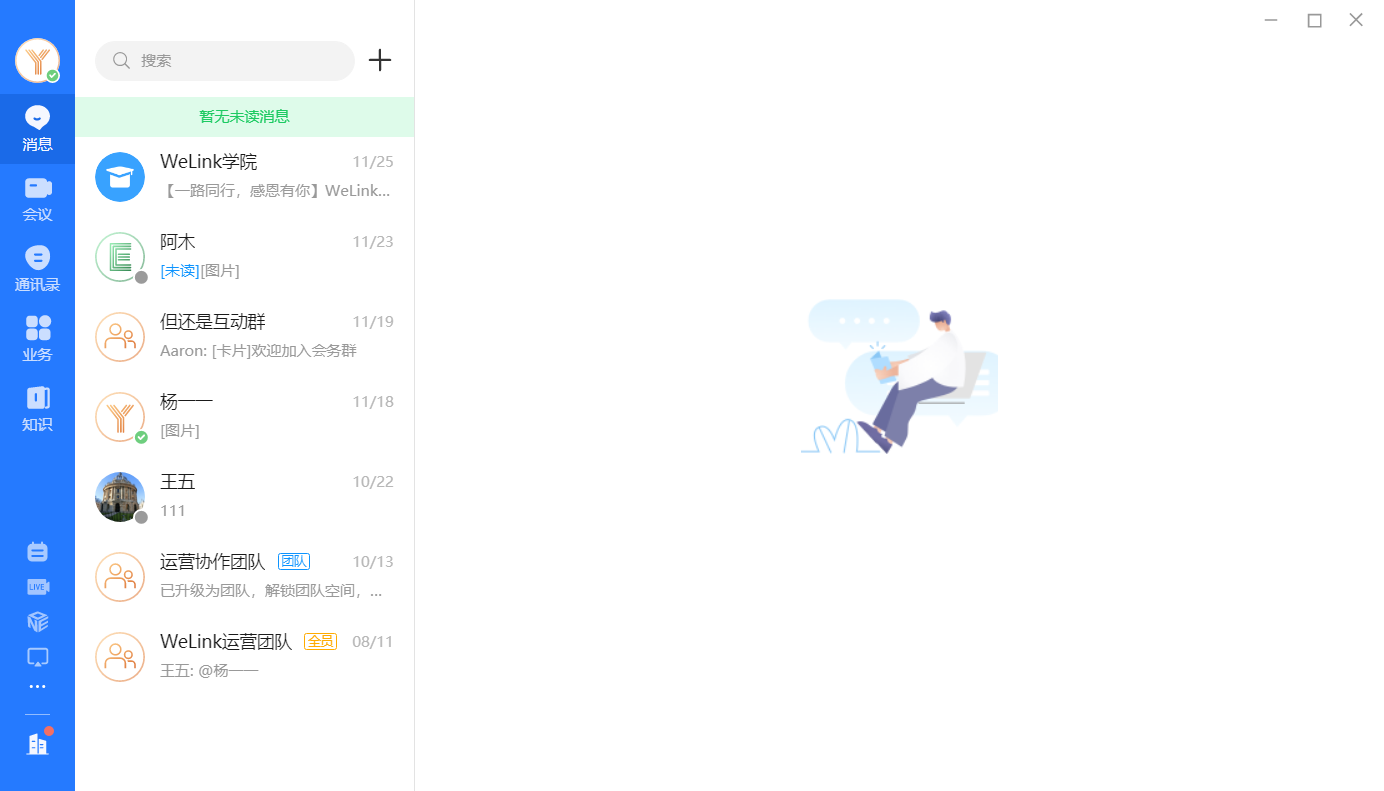 搜索
暂无未读消息
消息
会议
通讯录
业务
知识
LIVE
WeLink学院 11/25
【一路同行，感恩有你】WeLink...
阿木 11/23
[未读][图片]
但还是互动群 11/19
Aaron: [卡片]欢迎加入会务群
杨一一 11/18
[图片]
王五 10/22
111
运营协作团队 团队 10/13
已升级为团队，解锁团队空间，...
WeLink运营团队 全员 08/11
王五: @杨一一